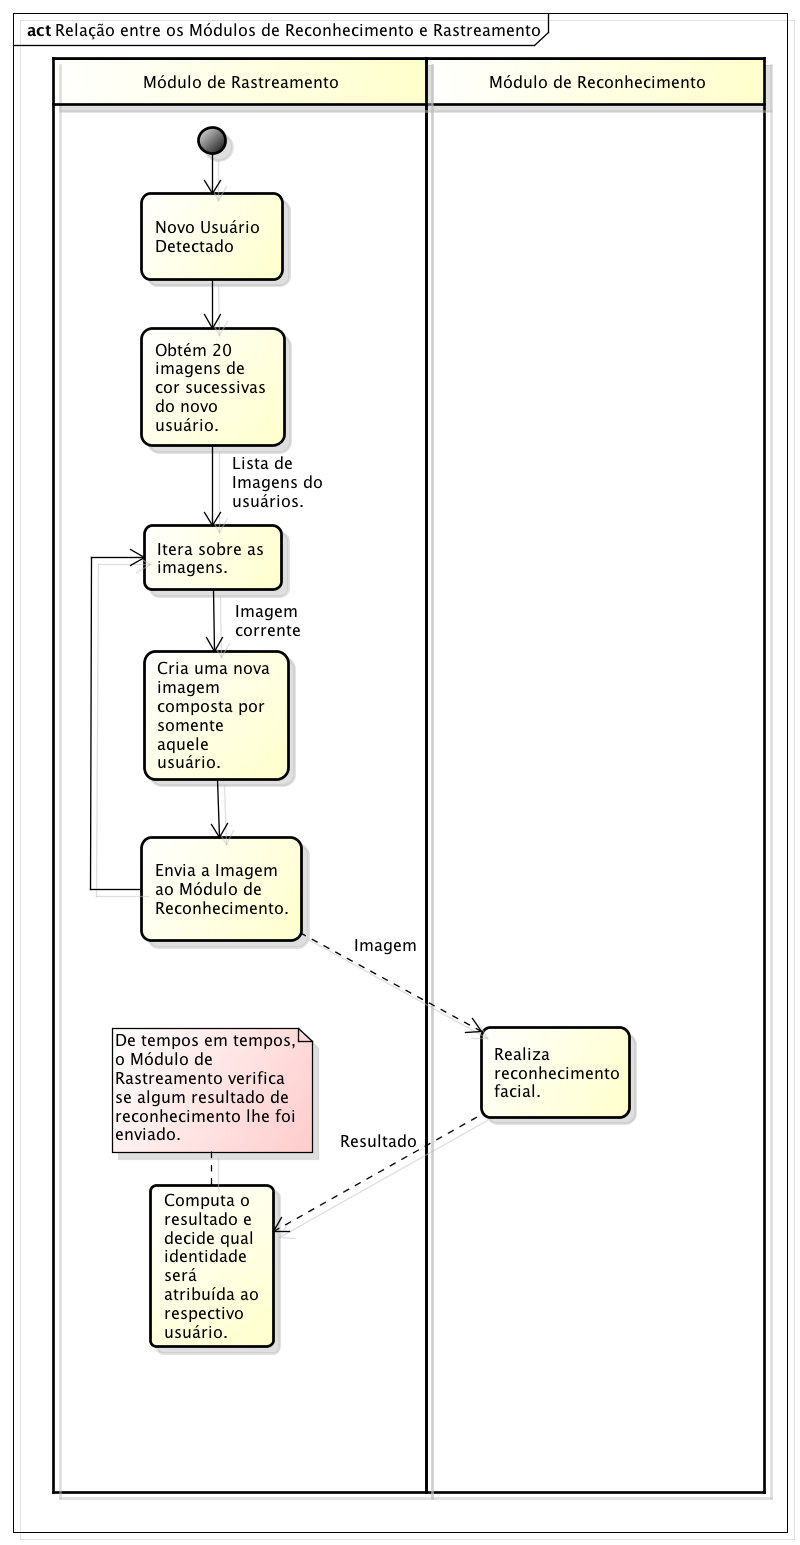 act Relação entre os Módulos de Reconhecimento e Rastreamento
Módulo de Rastreamento
Módulo de Reconhecimento
Novo Usuário
Detectado
Obtém 20
imagens de
cor sucessivas
do novo
usuário.
Lista de
Imagens do
usuários.
Itera sobre as
imagens.
Imagem
corrente
Cria uma nova
imagem
composta por
somente
aquele
usuário.
Envia a Imagem
ao Módulo de
Reconhecimento.
Imagem
Realiza
reconhecimento
facial.
De tempos em tempos,
o Módulo de
Rastreamento verifica
se algum resultado de
reconhecimento lhe foi
enviado.
Resultado
Computa o
resultado e
decide qual
identidade
será
atribuída ao
respectivo
usuário.